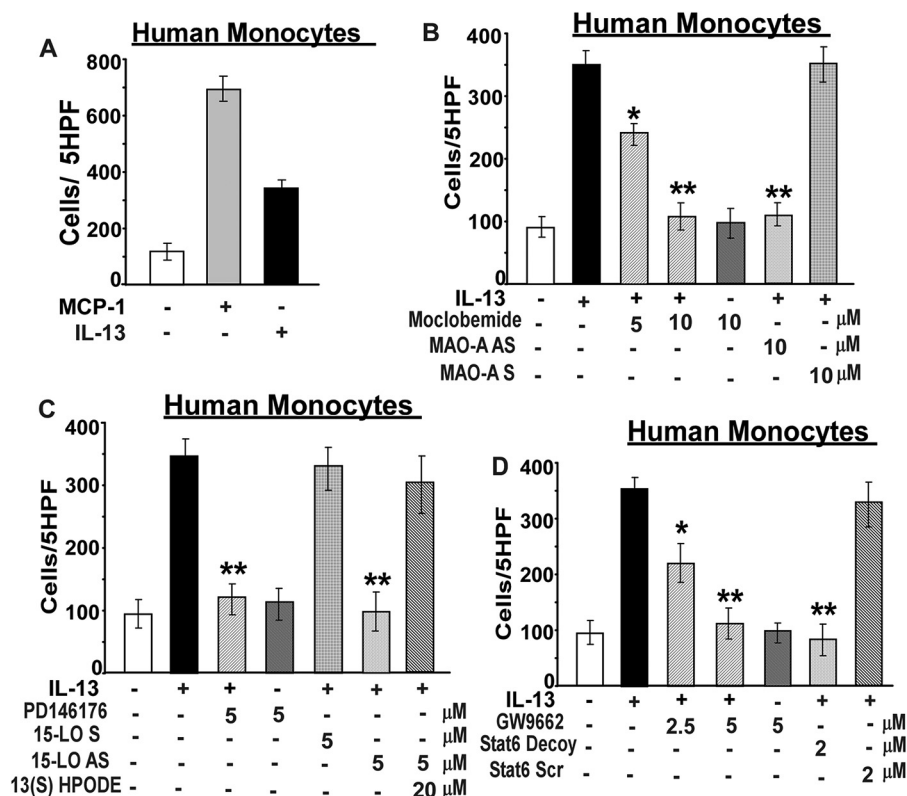 A
Human Monocytes
Cells/ 5HPF
800
600
400
200
0
MCP-1 - + -
IL-13 - - +
B
Human Monocytes
Cells/5HPF
400
300
200
100
0
*
**
**
IL-13 - + + + - + +
Moclobemide - - 5 10 10 - - μM
MAO-A AS - - - - - 10 - μM
MAO-A S - - - - - - 10 μM
C
Human Monocytes
Cells/5HPF
400
300
200
100
0
**
**
IL-13 - + + - + + +
PD146176 - - 5 5 - - - μM
15-LO S - - - - 5 - - μM
15-LO AS - - - - - 5 5 μM
13(S) HPODE - - - - - - 20 μM
D
Human Monocytes
Cells/5HPF
400
300
200
100
0
*
**
**
IL-13 - + + + - + +
GW9662 - - 2.5 5 5 - - μM
Stat6 Decoy - - - - - 2 - μM
Stat6 Scr - - - - - - 2 μM